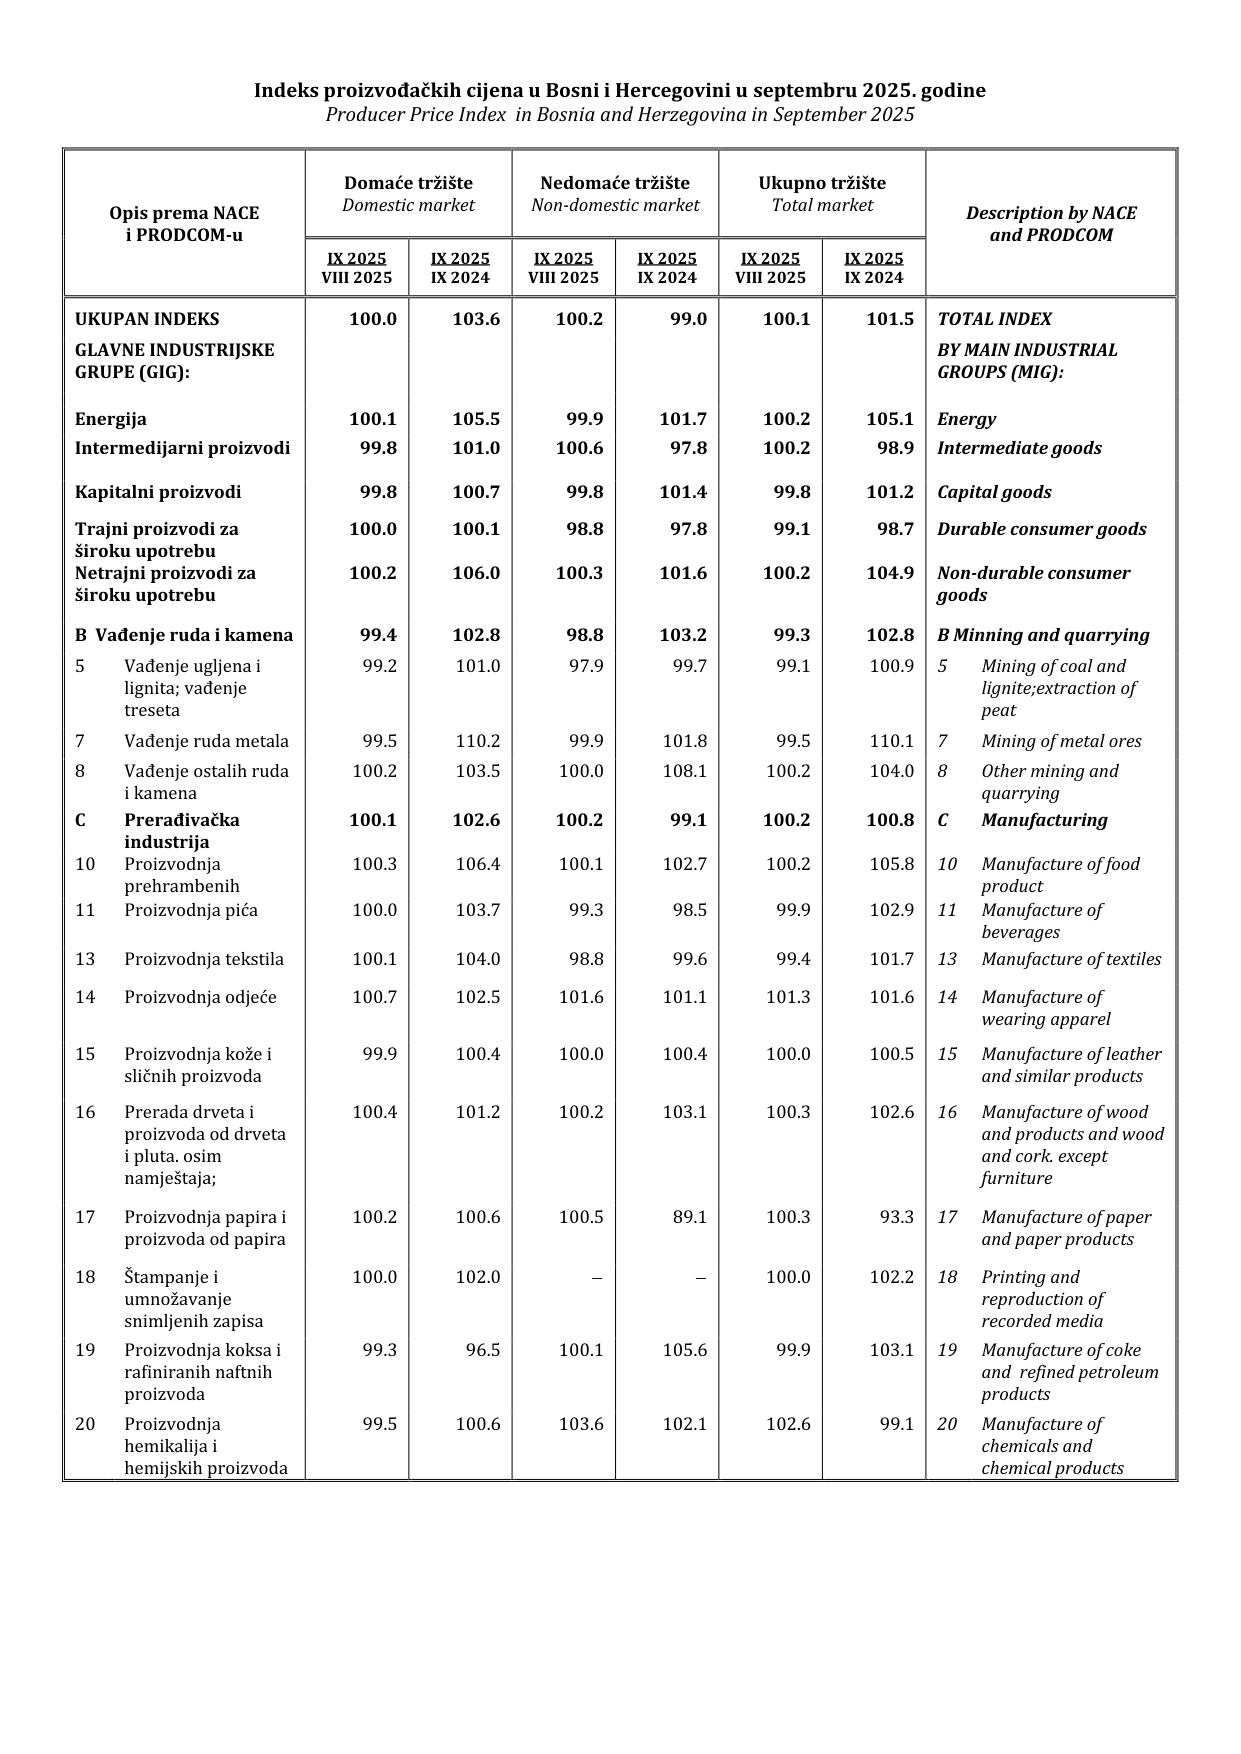 Indeks proizvođačkih cijena u Bosni i Hercegovini u septembru 2025. godine
Producer Price Index  in Bosnia and Herzegovina in September 2025
Opis prema NACE
i PRODCOM-u
Domaće tržište
Domestic market
Nedomaće tržište
Non-domestic market
Ukupno tržište
Total market
Description by NACE
and PRODCOM
IX 2025 IX 2025 IX 2025 IX 2025 IX 2025 IX 2025
VIII 2025 IX 2024 VIII 2025 IX 2024 VIII 2025 IX 2024
UKUPAN INDEKS 100.0 103.6 100.2 99.0 100.1 101.5 TOTAL INDEX
GLAVNE INDUSTRIJSKE BY MAIN INDUSTRIAL
GRUPE (GIG): GROUPS (MIG):
Energija 100.1 105.5 99.9 101.7 100.2 105.1 Energy
Intermedijarni proizvodi 99.8 101.0 100.6 97.8 100.2 98.9 Intermediate goods
Kapitalni proizvodi 99.8 100.7 99.8 101.4 99.8 101.2 Capital goods
Trajni proizvodi za 100.0 100.1 98.8 97.8 99.1 98.7 Durable consumer goods
široku upotrebu
Netrajni proizvodi za 100.2 106.0 100.3 101.6 100.2 104.9 Non-durable consumer
široku upotrebu goods
B Vađenje ruda i kamena 99.4 102.8 98.8 103.2 99.3 102.8 B Minning and quarrying
5 Vađenje ugljena i 99.2 101.0 97.9 99.7 99.1 100.9 5 Mining of coal and
lignita; vađenje lignite;extraction of
treseta peat
7 Vađenje ruda metala 99.5 110.2 99.9 101.8 99.5 110.1 7 Mining of metal ores
8 Vađenje ostalih ruda 100.2 103.5 100.0 108.1 100.2 104.0 8 Other mining and
i kamena quarrying
C Prerađivačka 100.1 102.6 100.2 99.1 100.2 100.8 C Manufacturing
industrija
10 Proizvodnja 100.3 106.4 100.1 102.7 100.2 105.8 10 Manufacture of food
prehrambenih product
11 Proizvodnja pića 100.0 103.7 99.3 98.5 99.9 102.9 11 Manufacture of
beverages
13 Proizvodnja tekstila 100.1 104.0 98.8 99.6 99.4 101.7 13 Manufacture of textiles
14 Proizvodnja odjeće 100.7 102.5 101.6 101.1 101.3 101.6 14 Manufacture of
wearing apparel
15 Proizvodnja kože i 99.9 100.4 100.0 100.4 100.0 100.5 15 Manufacture of leather
sličnih proizvoda and similar products
16 Prerada drveta i 100.4 101.2 100.2 103.1 100.3 102.6 16 Manufacture of wood
proizvoda od drveta and products and wood
i pluta. osim and cork. except
namještaja; furniture
17 Proizvodnja papira i 100.2 100.6 100.5 89.1 100.3 93.3 17 Manufacture of paper
proizvoda od papira and paper products
18 Štampanje i 100.0 102.0 – – 100.0 102.2 18 Printing and
umnožavanje reproduction of
snimljenih zapisa recorded media
19 Proizvodnja koksa i 99.3 96.5 100.1 105.6 99.9 103.1 19 Manufacture of coke
rafiniranih naftnih and  refined petroleum
proizvoda products
20 Proizvodnja 99.5 100.6 103.6 102.1 102.6 99.1 20 Manufacture of
hemikalija i chemicals and
hemijskih proizvoda chemical products